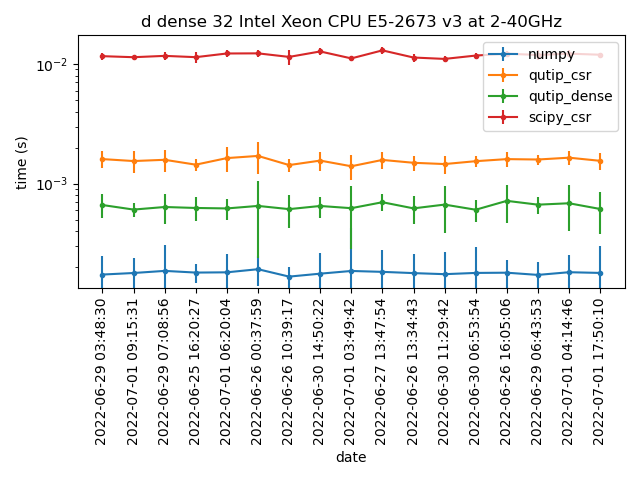 d dense 32 Intel Xeon CPU E5-2673 v3 at 2-40GHz
time (s)
10⁻²
10⁻³
numpy
qutip_csr
qutip_dense
scipy_csr
2022-06-29 03:48:30
2022-07-01 09:15:31
2022-06-29 07:08:56
2022-06-25 16:20:27
2022-07-01 06:20:04
2022-06-26 00:37:59
2022-06-26 10:39:17
2022-06-30 14:50:22
2022-07-01 03:49:42
2022-06-27 13:47:54
2022-06-26 13:34:43
2022-06-30 11:29:42
2022-06-30 06:53:54
2022-06-26 16:05:06
2022-06-29 06:43:53
2022-07-01 04:14:46
2022-07-01 17:50:10
date